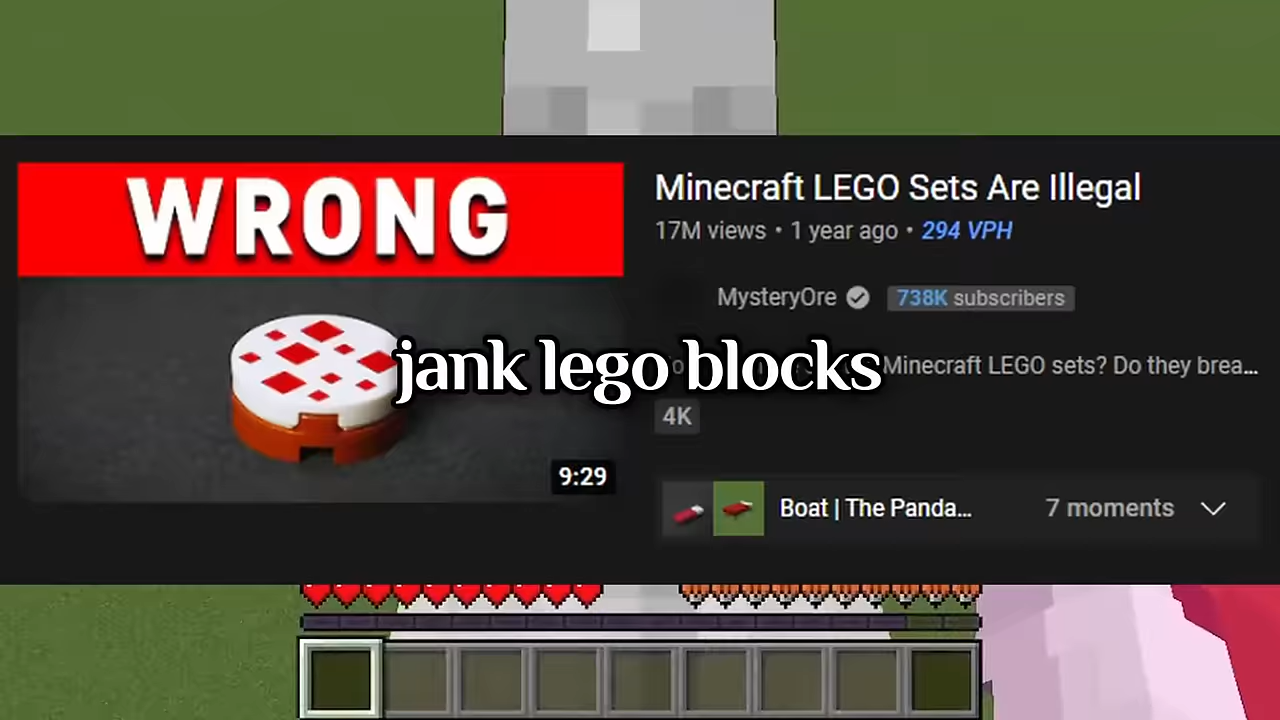 WRONG
Minecraft LEGO Sets Are Illegal
17M views • 1 year ago • 294 VPH
MysteryOre
738K subscribers
jank lego blocks
Minecraft LEGO sets? Do they brea...
4K
9:29
Boat | The Panda...
7 moments